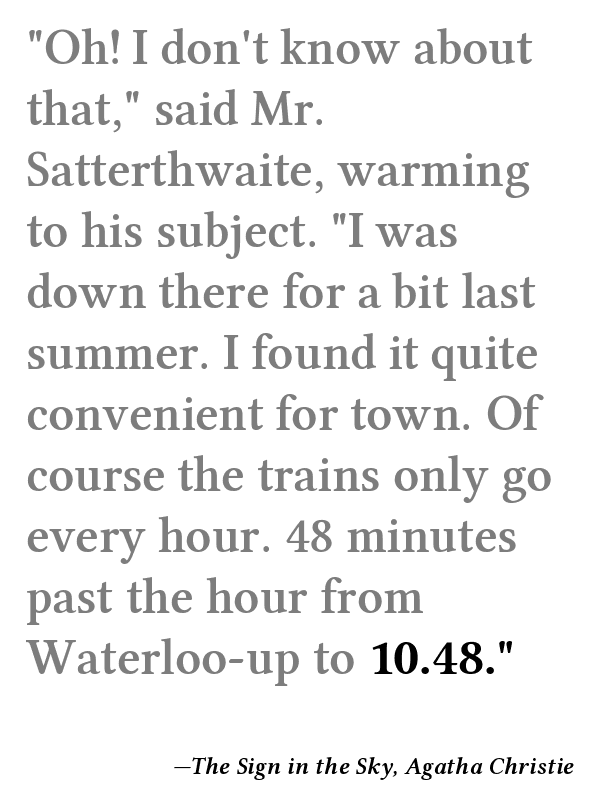 "Oh! I don't know about
that," said Mr.
Satterthwaite, warming
to his subject. "I was
down there for a bit last
summer. I found it quite
convenient for town. Of
course the trains only go
every hour. 48 minutes
past the hour from
Waterloo-up to 10.48."
—The Sign in the Sky, Agatha Christie